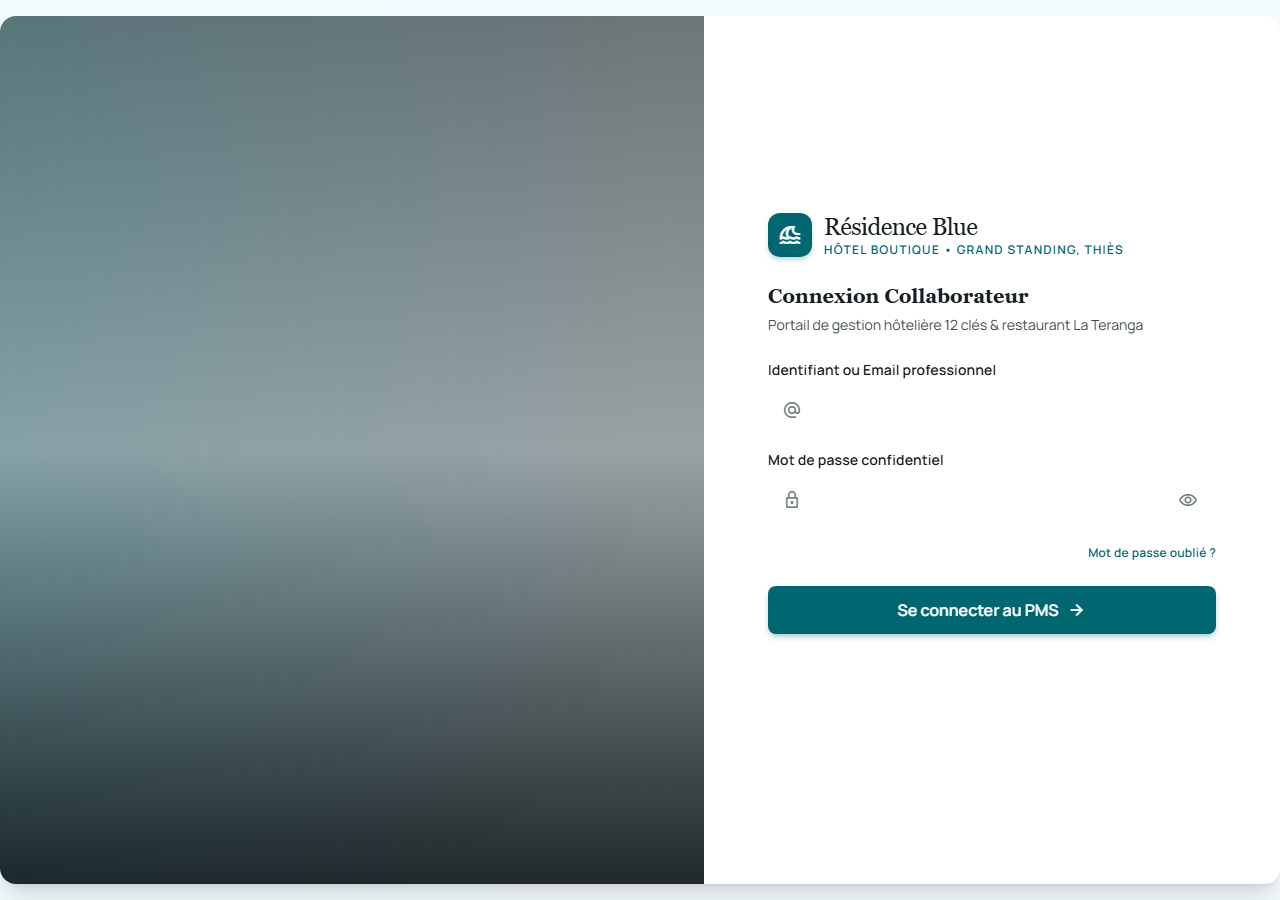 Résidence Blue
HÔTEL BOUTIQUE • GRAND STANDING, THIÈS
Connexion Collaborateur
Portail de gestion hôtelière 12 clés & restaurant La Teranga
Identifiant ou Email professionnel
Mot de passe confidentiel
Mot de passe oublié ?
Se connecter au PMS →